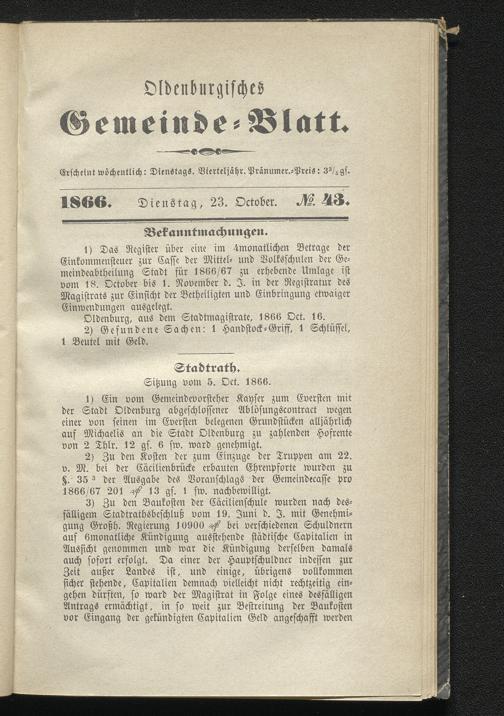 Oldenburgisches
Gemeinde-Blatt.
Erscheint wöchentlich: Dienstags. Vierteljähr. Pränumer.-Preis: 3¾ gs.
1866. Dienstag, 23. October. № 43.
Bekanntmachungen.
1) Das Register über eine im 4monatlichen Betrage der
Einkommensteuer zur Casse der Mittel- und Volksschulen der Ge-
meindeabtheilung Stadt für 1866/67 zu erhebende Umlage ist
vom 18. October bis 1. November d. J. in der Registratur des
Magistrats zur Einsicht der Betheiligten und Einbringung etwaiger
Einwendungen ausgelegt.
Oldenburg, aus dem Stadtmagistrate, 1866 Oct. 16.
2) Gefundene Sachen: 1 Handstock-Griff, 1 Schlüssel,
1 Beutel mit Geld.
Stadtrath.
Sitzung vom 5. Oct. 1866.
1) Ein vom Gemeindevorsteher Kayser zum Eversten mit
der Stadt Oldenburg abgeschlossener Ablösungscontract wegen
einer von seinen im Eversten belegenen Grundstücken alljährlich
auf Michaelis an die Stadt Oldenburg zu zahlenden Hofrente
von 2 Thlr. 12 gs. 6 sw. ward genehmigt.
2) Zu den Kosten der zum Einzuge der Truppen am 22.
v. M. bei der Cäcilienbrücke erbauten Ehrenpforte wurden zu
§. 35³ der Ausgabe des Voranschlags der Gemeindecasse pro
1866/67 201 ₰ 13 gs. 1 sw. nachbewilligt.
3) Zu den Baukosten der Cäcilienschule wurden nach des-
fälligem Stadtrathsbeschluß vom 19. Juni d. J. mit Genehmi-
gung Großh. Regierung 10900 ₰ bei verschiedenen Schuldnern
auf 6monatliche Kündigung ausstehende städtische Capitalien in
Aussicht genommen und war die Kündigung derselben damals
auch sofort erfolgt. Da einer der Hauptschuldner indessen zur
Zeit außer Landes ist, und einige, übrigens vollkommen
sicher stehende, Capitalien demnach vielleicht nicht rechtzeitig ein-
gehen dürften, so ward der Magistrat in Folge eines desfälligen
Antrags ermächtigt, in so weit zur Bestreitung der Baukosten
vor Eingang der gekündigten Capitalien Geld angeschafft werden